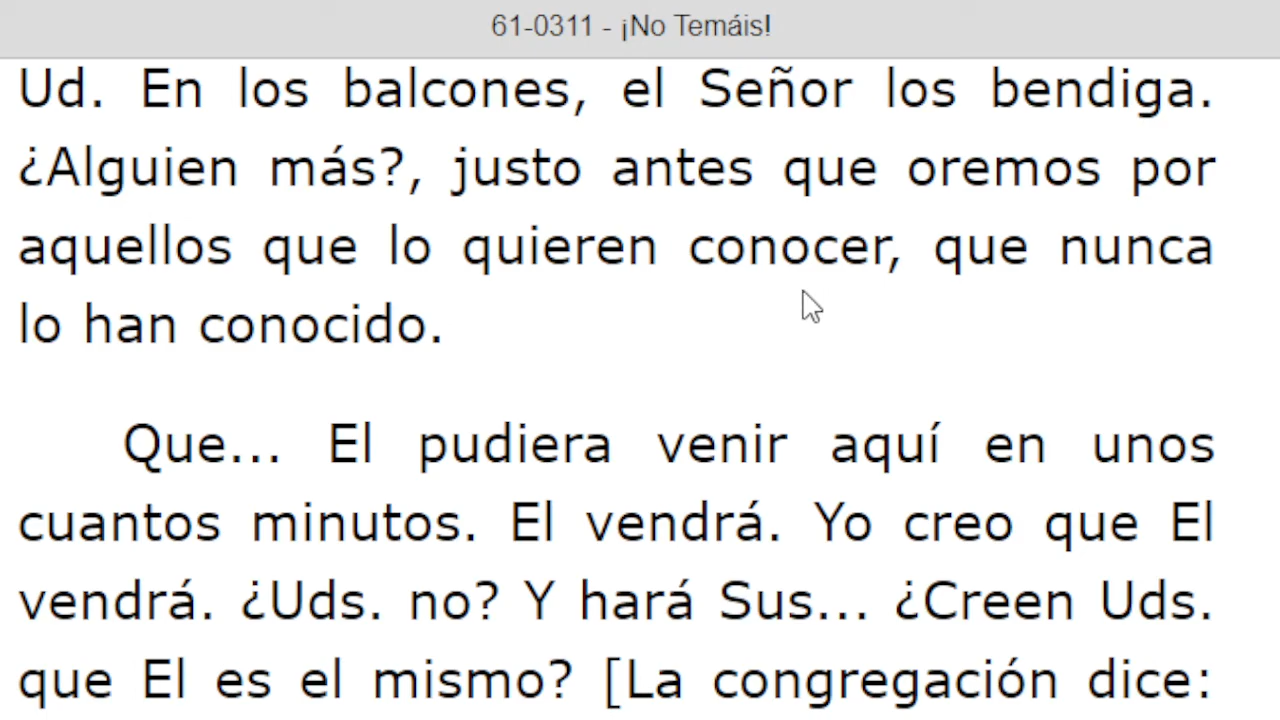 61-0311 - ¡No Temáis!
Ud. En los balcones, el Señor los bendiga.
¿Alguien más?, justo antes que oremos por
aquellos que lo quieren conocer, que nunca
lo han conocido.
Que... El pudiera venir aquí en unos
cuantos minutos. El vendrá. Yo creo que El
vendrá. ¿Uds. no? Y hará Sus... ¿Creen Uds.
que El es el mismo? [La congregación dice: